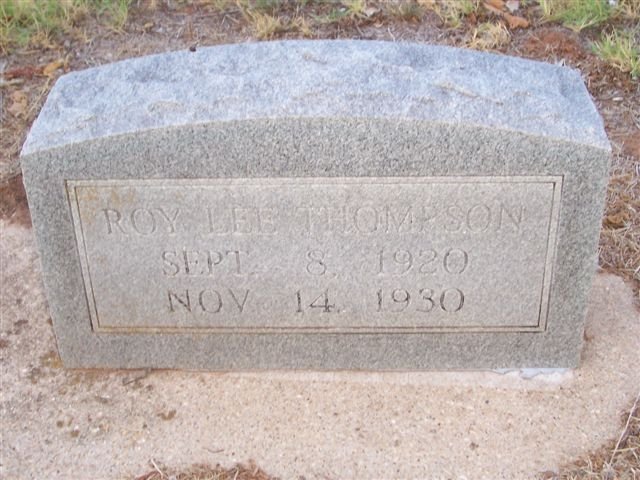 ROY LEE THOMPSON
SEPT. 8, 1920
NOV. 14, 1930